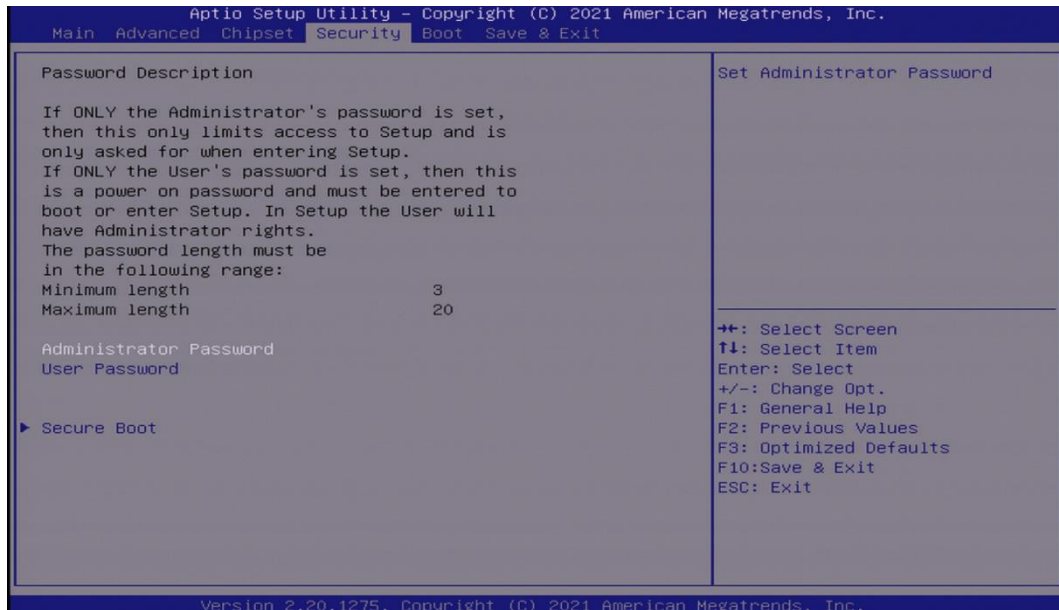 Aptio Setup Utility – Copyright (C) 2021 American Megatrends, Inc.
Main Advanced Chipset Security Boot Save & Exit
Password Description
If ONLY the Administrator's password is set,
then this only limits access to Setup and is
only asked for when entering Setup.
If ONLY the User's password is set, then this
is a power on password and must be entered to
boot or enter Setup. In Setup the User will
have Administrator rights.
The password length must be
in the following range:
Minimum length 3
Maximum length 20
Administrator Password
User Password
Secure Boot
Set Administrator Password
→←: Select Screen
↑↓: Select Item
Enter: Select
+/-: Change Opt.
F1: General Help
F2: Previous Values
F3: Optimized Defaults
F10:Save & Exit
ESC: Exit
Version 2.20.1275. Copyright (C) 2021 American Megatrends, Inc.